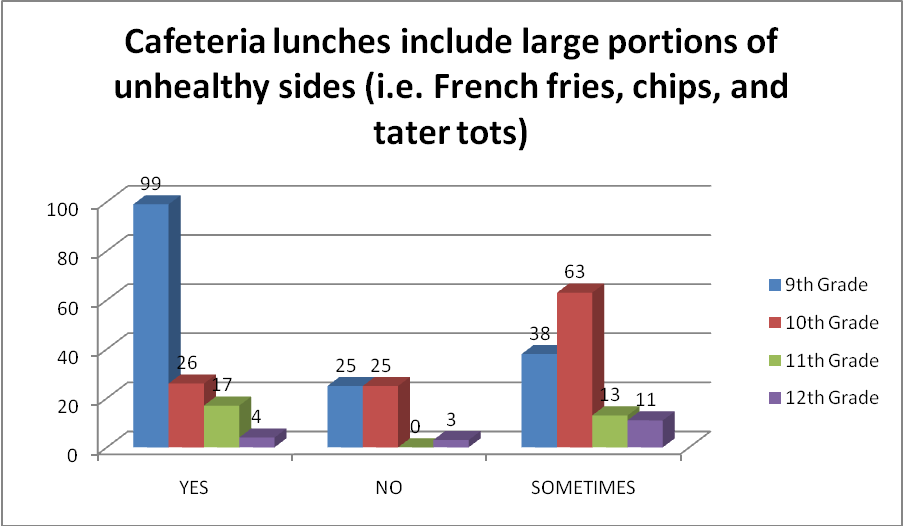 Cafeteria lunches include large portions of
unhealthy sides (i.e. French fries, chips, and
tater tots)
99
100
80
60
40
20
0
26
17
4
25
25
0
3
38
63
13
11
YES
NO
SOMETIMES
9th Grade
10th Grade
11th Grade
12th Grade